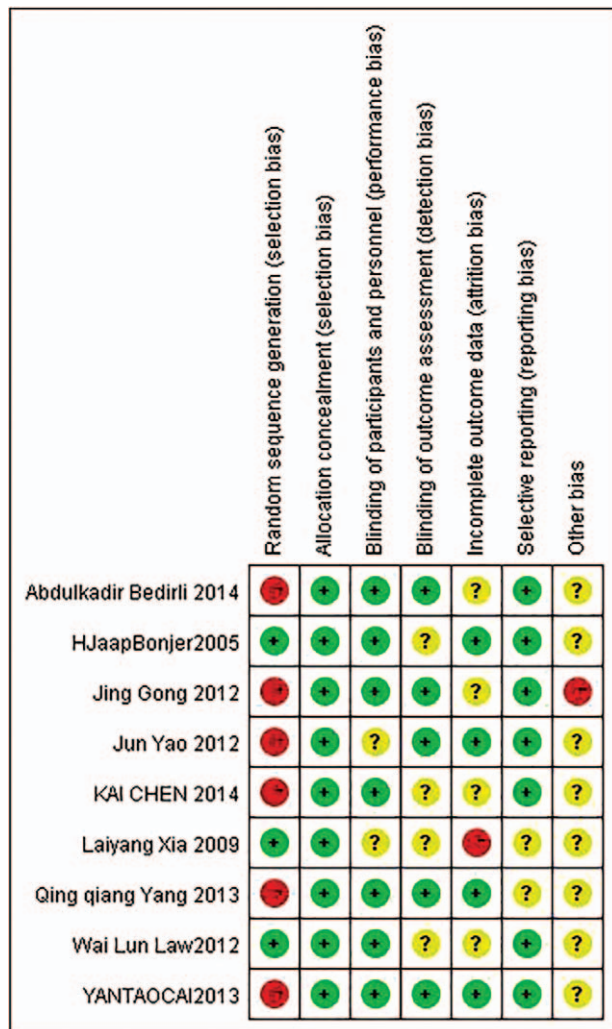 Random sequence generation (selection bias)
Allocation concealment (selection bias)
Blinding of participants and personnel (performance bias)
Blinding of outcome assessment (detection bias)
Incomplete outcome data (attrition bias)
Selective reporting (reporting bias)
Other bias
Abdulkadir Bedirli 2014 - + + + ? + ?
HJaapBonjer2005 + + + ? + + ?
Jing Gong 2012 - + + + ? + -
Jun Yao 2012 - + ? + + + ?
KAI CHEN 2014 - + + ? ? + ?
Laiyang Xia 2009 + + ? ? - ? ?
Qing qiang Yang 2013 - + + + + ? ?
Wai Lun Law2012 + + + ? ? + ?
YANTAOCAI2013 - + + + + + ?